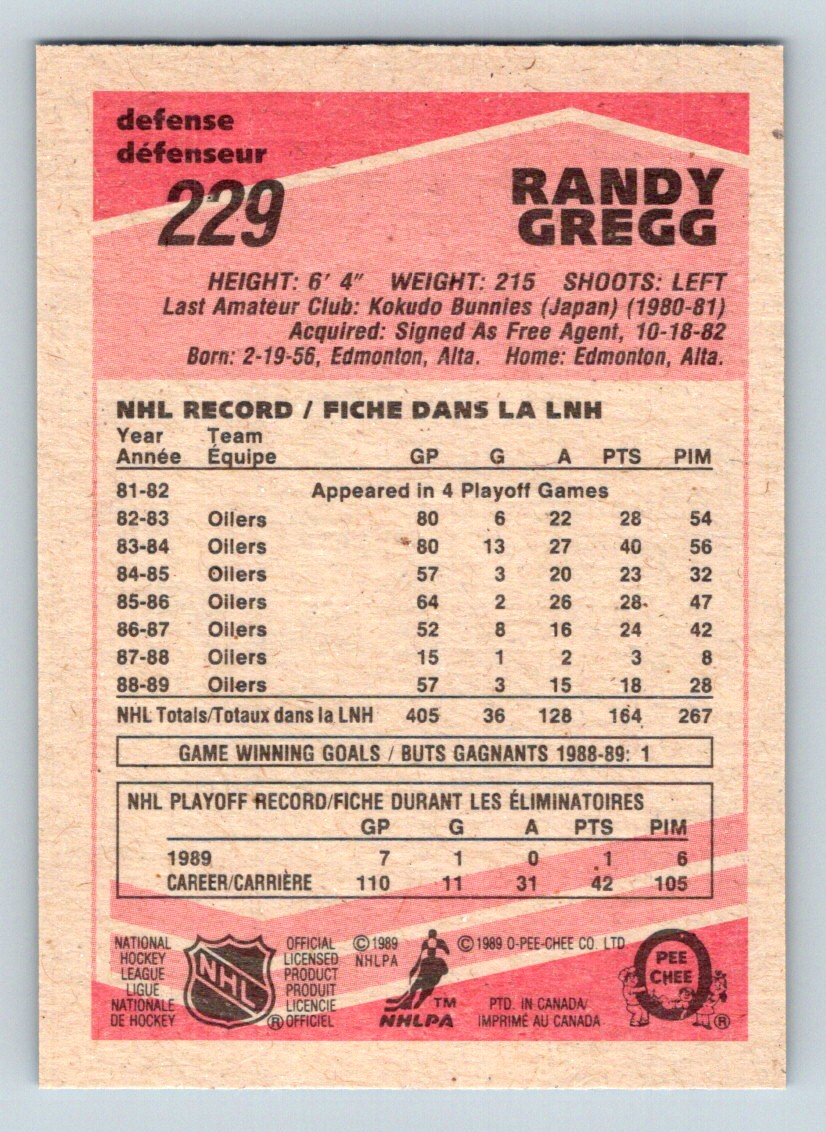 defense
défenseur
229
RANDY
GREGG
HEIGHT: 6' 4" WEIGHT: 215 SHOOTS: LEFT
Last Amateur Club: Kokudo Bunnies (Japan) (1980-81)
Acquired: Signed As Free Agent, 10-18-82
Born: 2-19-56, Edmonton, Alta. Home: Edmonton, Alta.
NHL RECORD / FICHE DANS LA LNH
Year Team
Année Équipe GP G A PTS PIM
81-82 Appeared in 4 Playoff Games
82-83 Oilers 80 6 22 28 54
83-84 Oilers 80 13 27 40 56
84-85 Oilers 57 3 20 23 32
85-86 Oilers 64 2 26 28 47
86-87 Oilers 52 8 16 24 42
87-88 Oilers 15 1 2 3 8
88-89 Oilers 57 3 15 18 28
NHL Totals/Totaux dans la LNH 405 36 128 164 267
GAME WINNING GOALS / BUTS GAGNANTS 1988-89: 1
NHL PLAYOFF RECORD/FICHE DURANT LES ÉLIMINATOIRES
GP G A PTS PIM
1989 7 1 0 1 6
CAREER/CARRIÈRE 110 11 31 42 105
NATIONAL
HOCKEY
LEAGUE
LIGUE
NATIONALE
DE HOCKEY
NHL
®
OFFICIAL
LICENSED
PRODUCT
PRODUIT
LICENCIE
OFFICIEL
© 1989
NHLPA
TM
NHLPA
© 1989 O-PEE-CHEE CO. LTD
PTD. IN CANADA/
IMPRIMÉ AU CANADA
O
PEE
CHEE
®